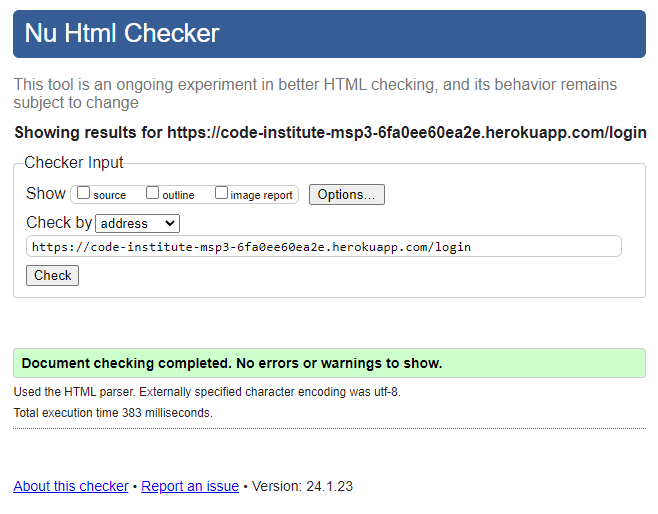 Nu Html Checker
This tool is an ongoing experiment in better HTML checking, and its behavior remains
subject to change
Showing results for https://code-institute-msp3-6fa0ee60ea2e.herokuapp.com/login
Checker Input
Show source outline image report Options...
Check by address
https://code-institute-msp3-6fa0ee60ea2e.herokuapp.com/login
Check
Document checking completed. No errors or warnings to show.
Used the HTML parser. Externally specified character encoding was utf-8.
Total execution time 383 milliseconds.
About this checker • Report an issue • Version: 24.1.23